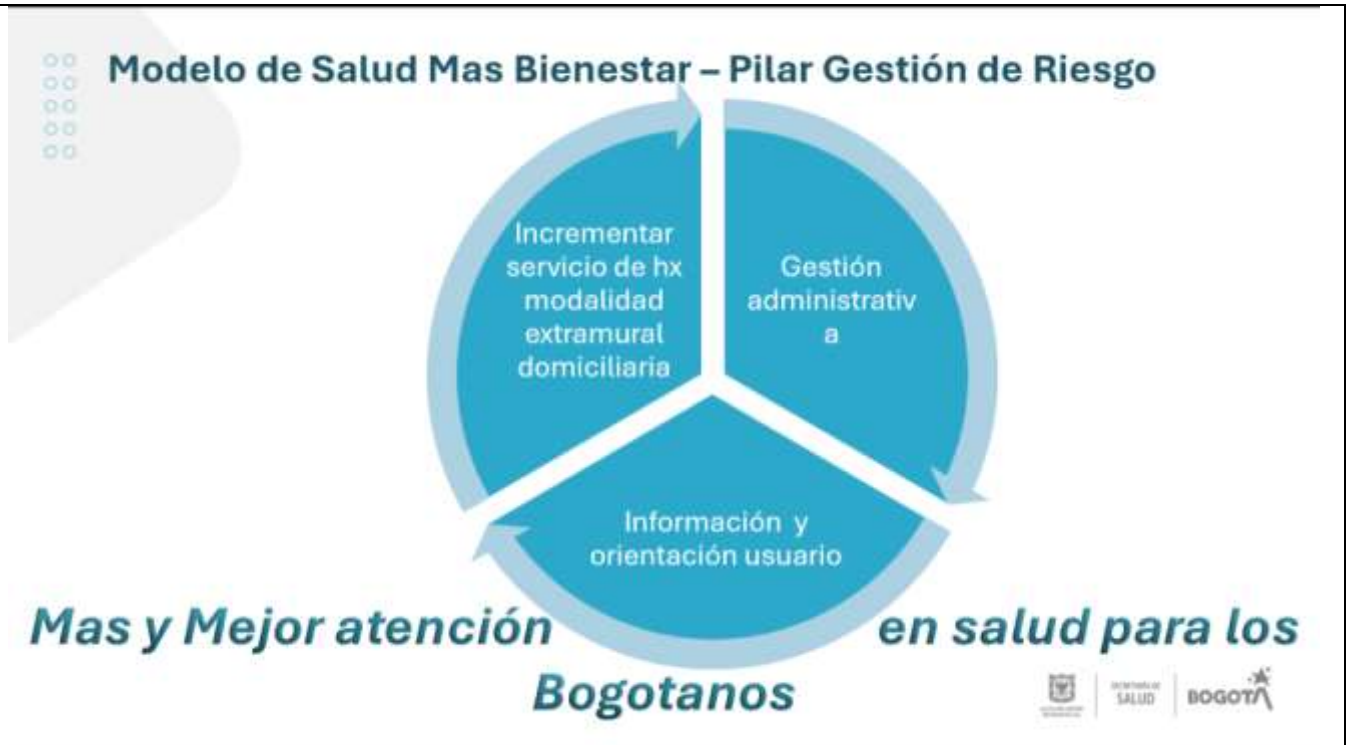 Modelo de Salud Mas Bienestar – Pilar Gestión de Riesgo
Incrementar
servicio de hx
modalidad
extramural
domiciliaria
Gestión
administrativ
a
Información y
orientación usuario
Mas y Mejor atención en salud para los
Bogotanos
SALUD
BOGOTÁ